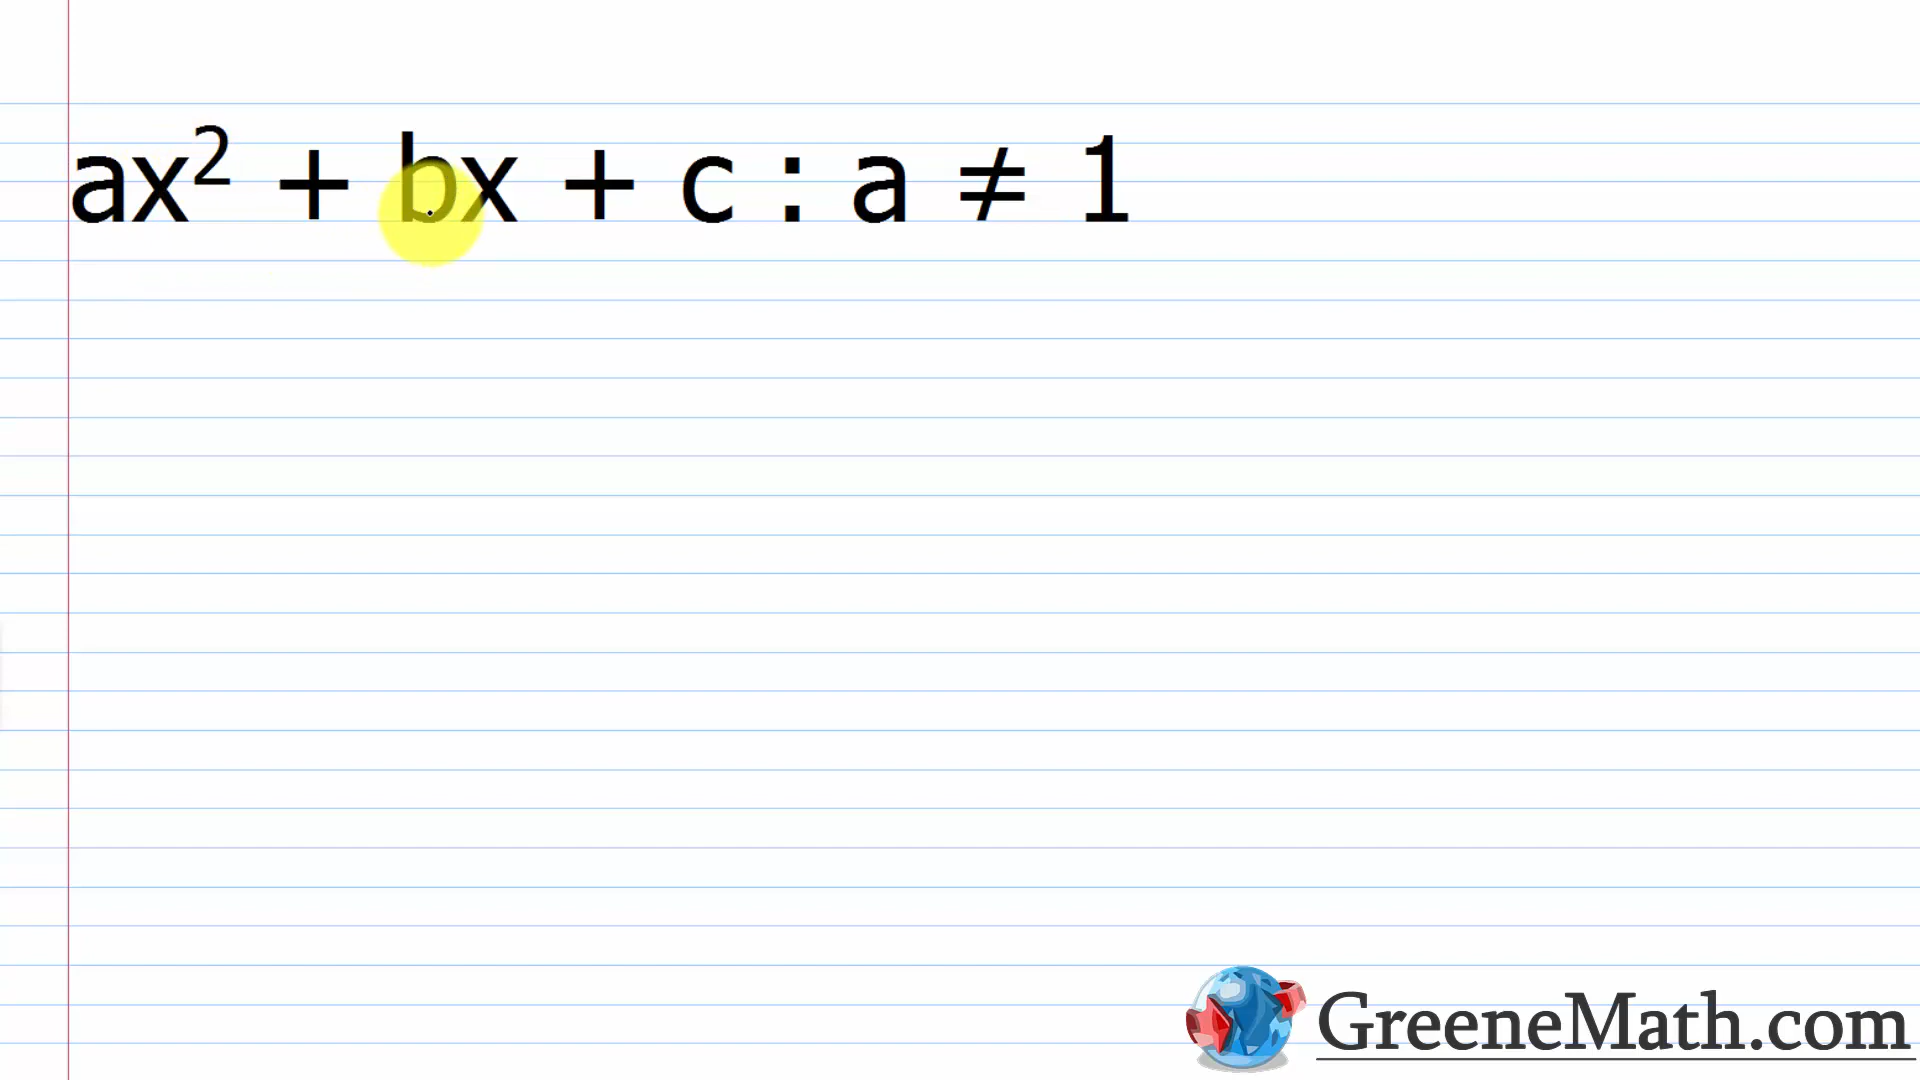 ax² + bx + c : a ≠ 1
GreeneMath.com